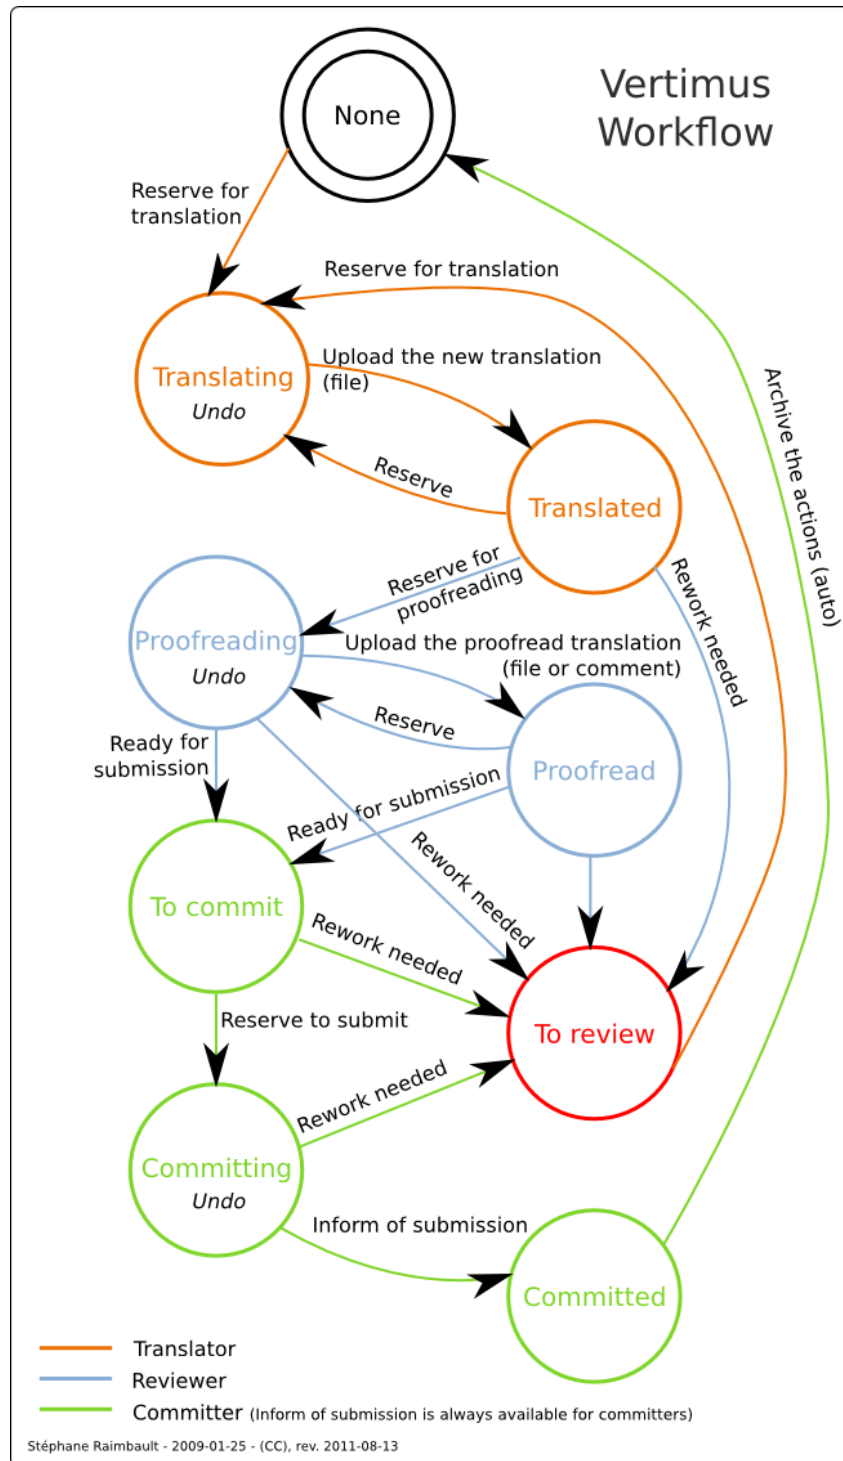 Vertimus
Workflow
None
Reserve for
translation
Reserve for translation
Translating
Undo
Upload the new translation
(file)
Archive the actions (auto)
Reserve
Translated
Reserve for
proofreading
Rework needed
Proofreading
Undo
Upload the proofread translation
(file or comment)
Reserve
Ready for
submission
Proofread
Ready for submission
Rework needed
To commit
Rework needed
Reserve to submit
To review
Rework needed
Committing
Undo
Inform of submission
Committed
Translator
Reviewer
Committer (Inform of submission is always available for committers)
Stéphane Raimbault - 2009-01-25 - (CC), rev. 2011-08-13